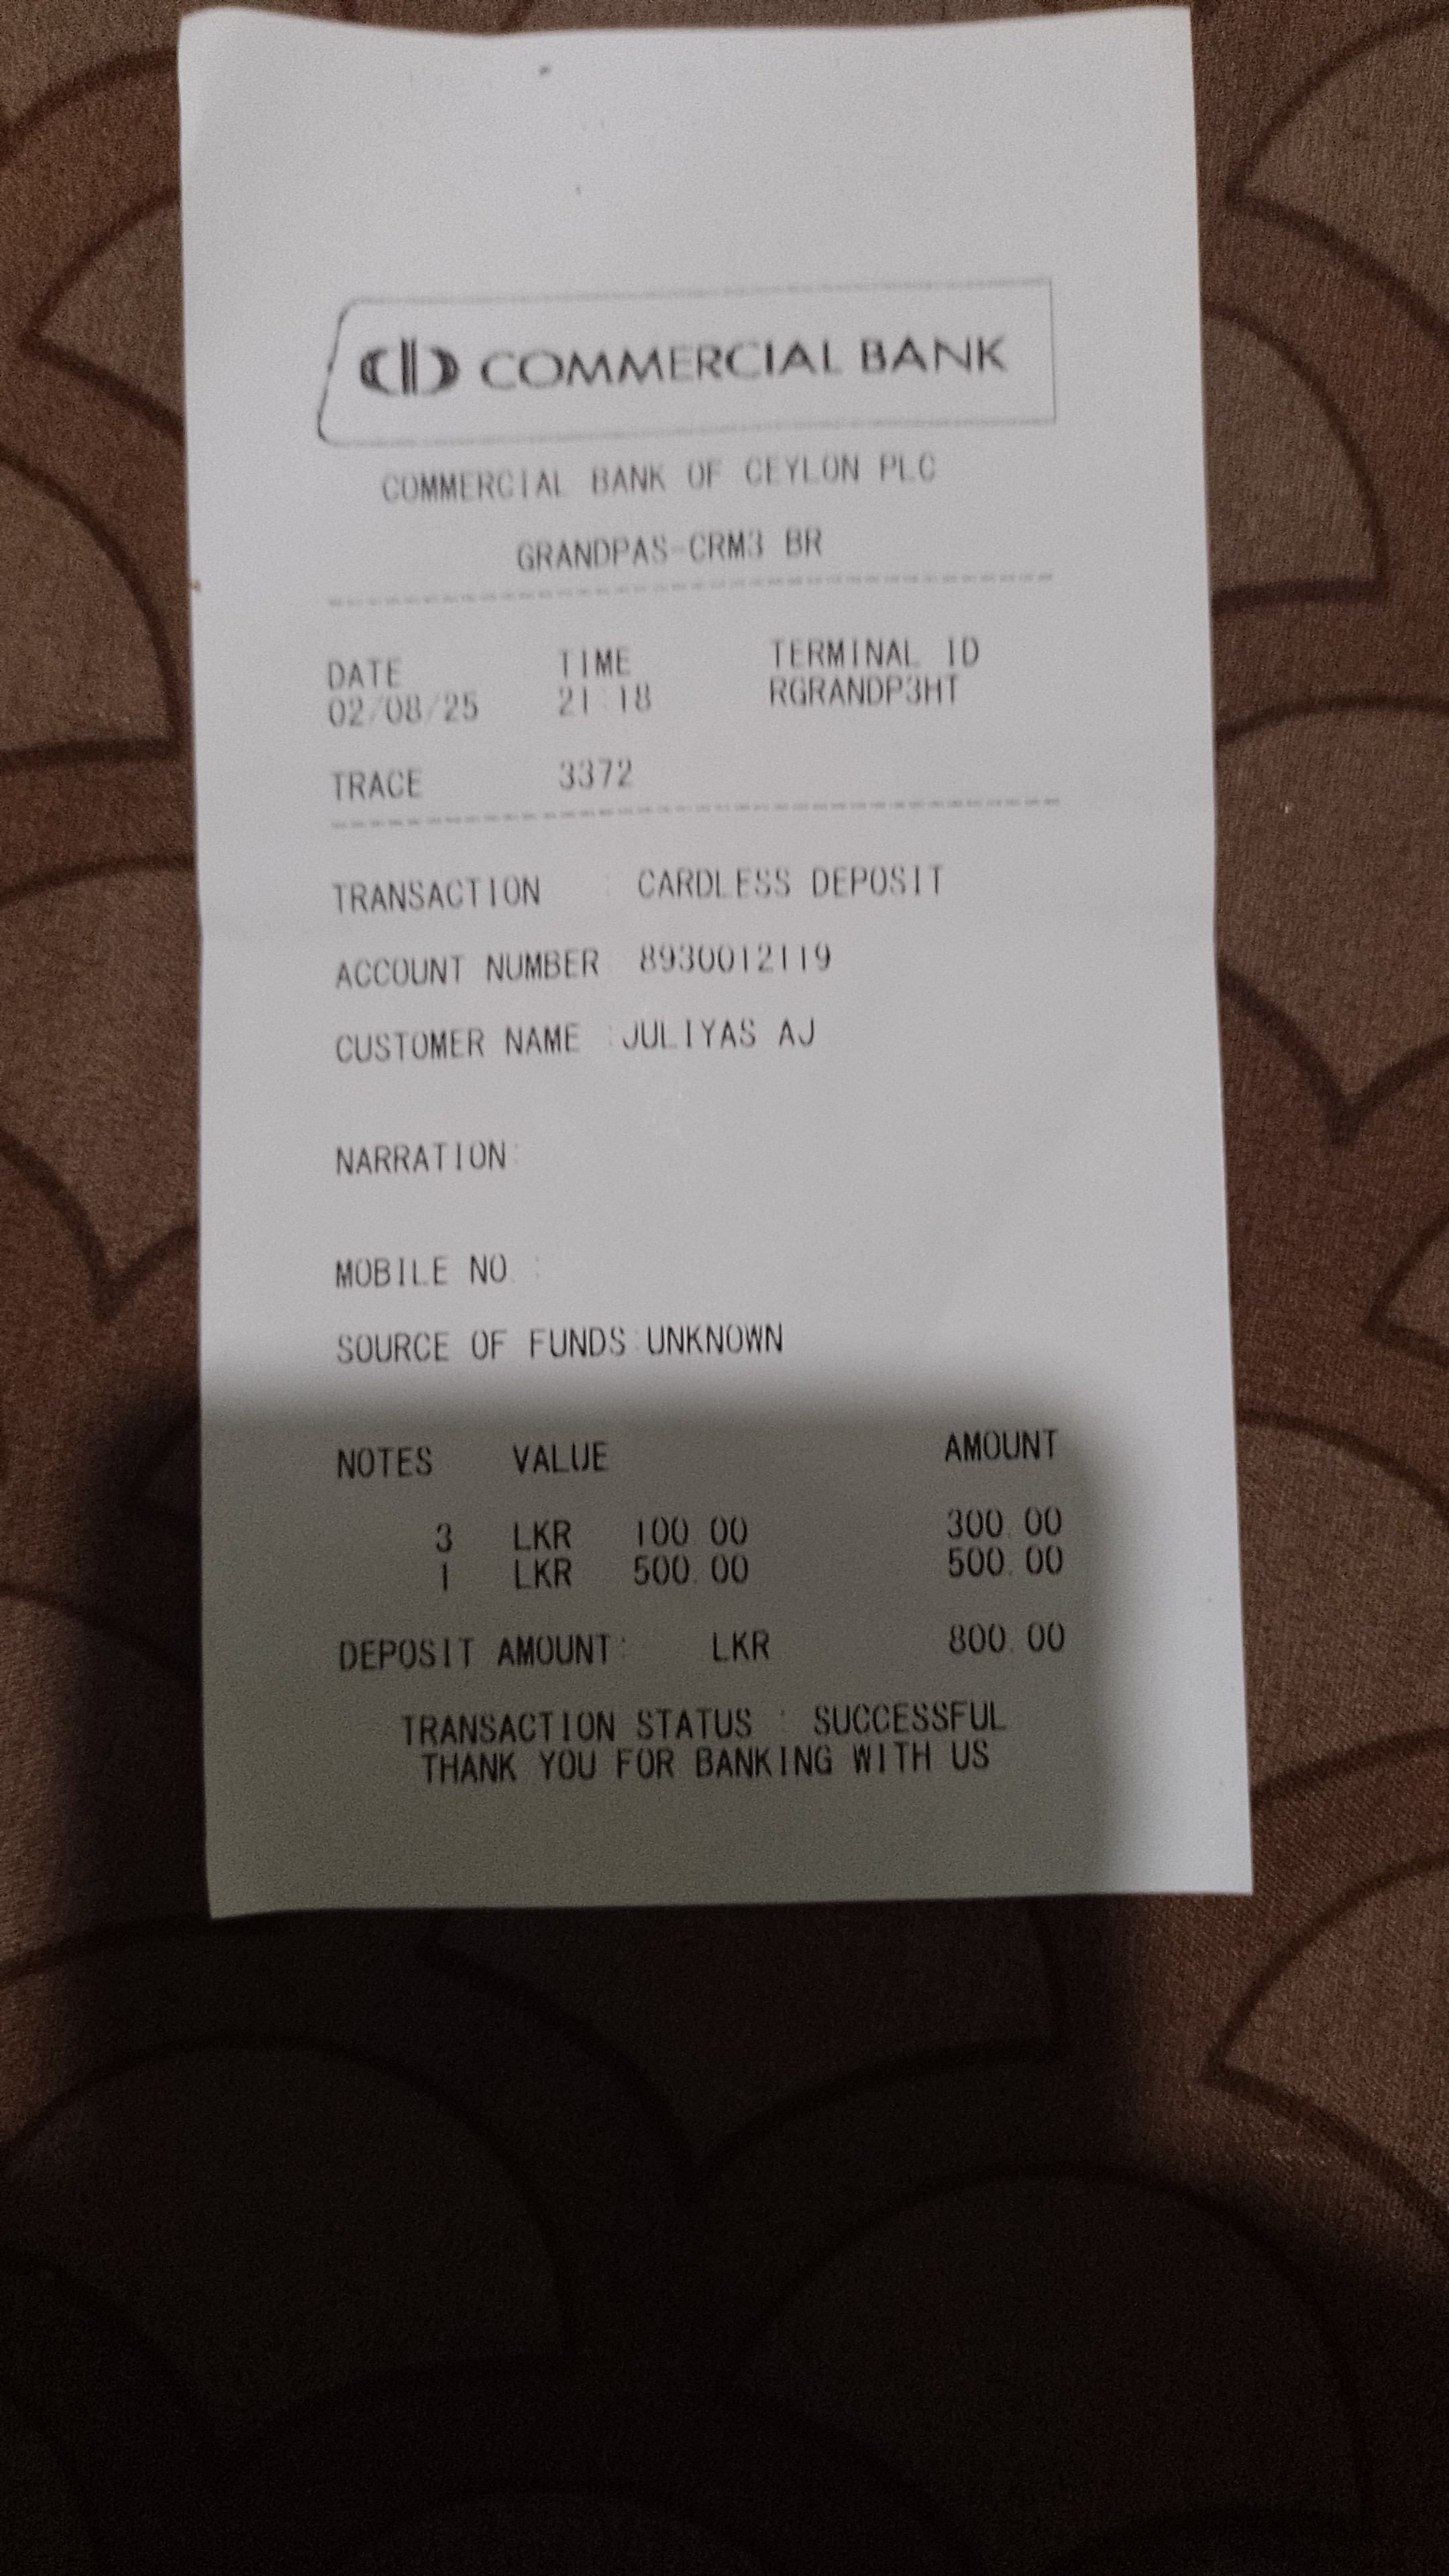 COMMERCIAL BANK
COMMERCIAL BANK OF CEYLON PLC
GRANDPAS-CRM3 BR
DATE TIME TERMINAL ID
02/08/25 21:18 RGRANDP3HT
TRACE 3372
TRANSACTION : CARDLESS DEPOSIT
ACCOUNT NUMBER: 8930012119
CUSTOMER NAME :JULIYAS AJ
NARRATION:
MOBILE NO. :
SOURCE OF FUNDS:UNKNOWN
NOTES VALUE AMOUNT
3 LKR 100.00 300.00
1 LKR 500.00 500.00
DEPOSIT AMOUNT: LKR 800.00
TRANSACTION STATUS : SUCCESSFUL
THANK YOU FOR BANKING WITH US